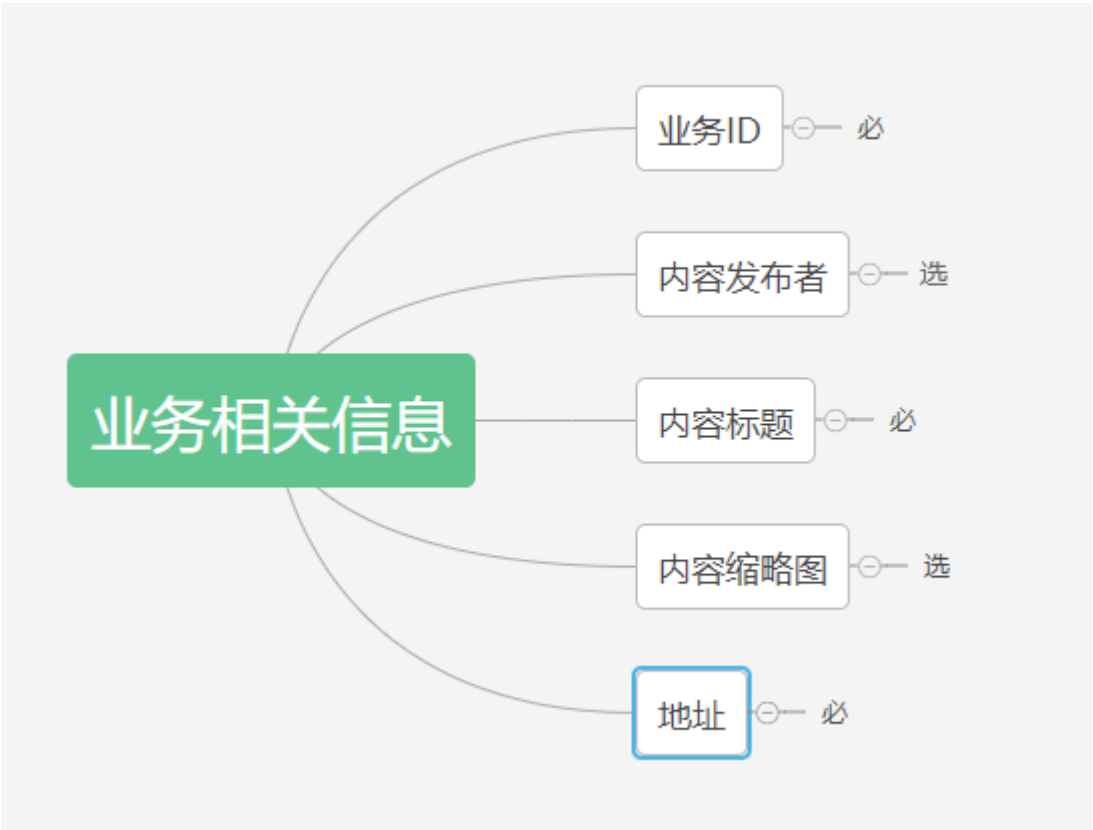 业务ID 必
内容发布者 选
业务相关信息
内容标题 必
内容缩略图 选
地址 必